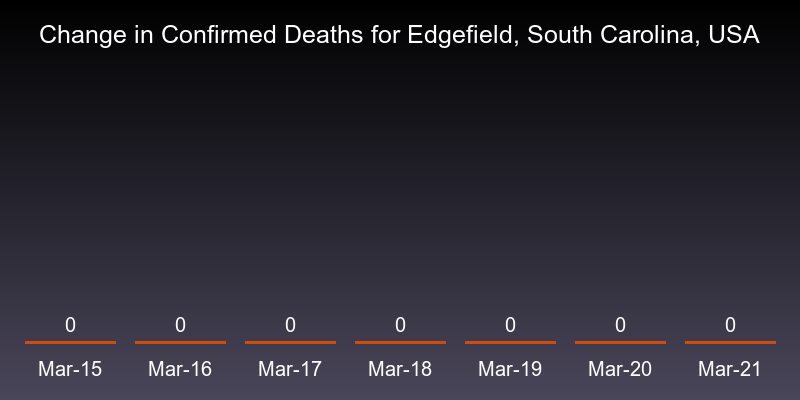 Change in Confirmed Deaths for Edgefield, South Carolina, USA
0 0 0 0 0 0 0
Mar-15 Mar-16 Mar-17 Mar-18 Mar-19 Mar-20 Mar-21